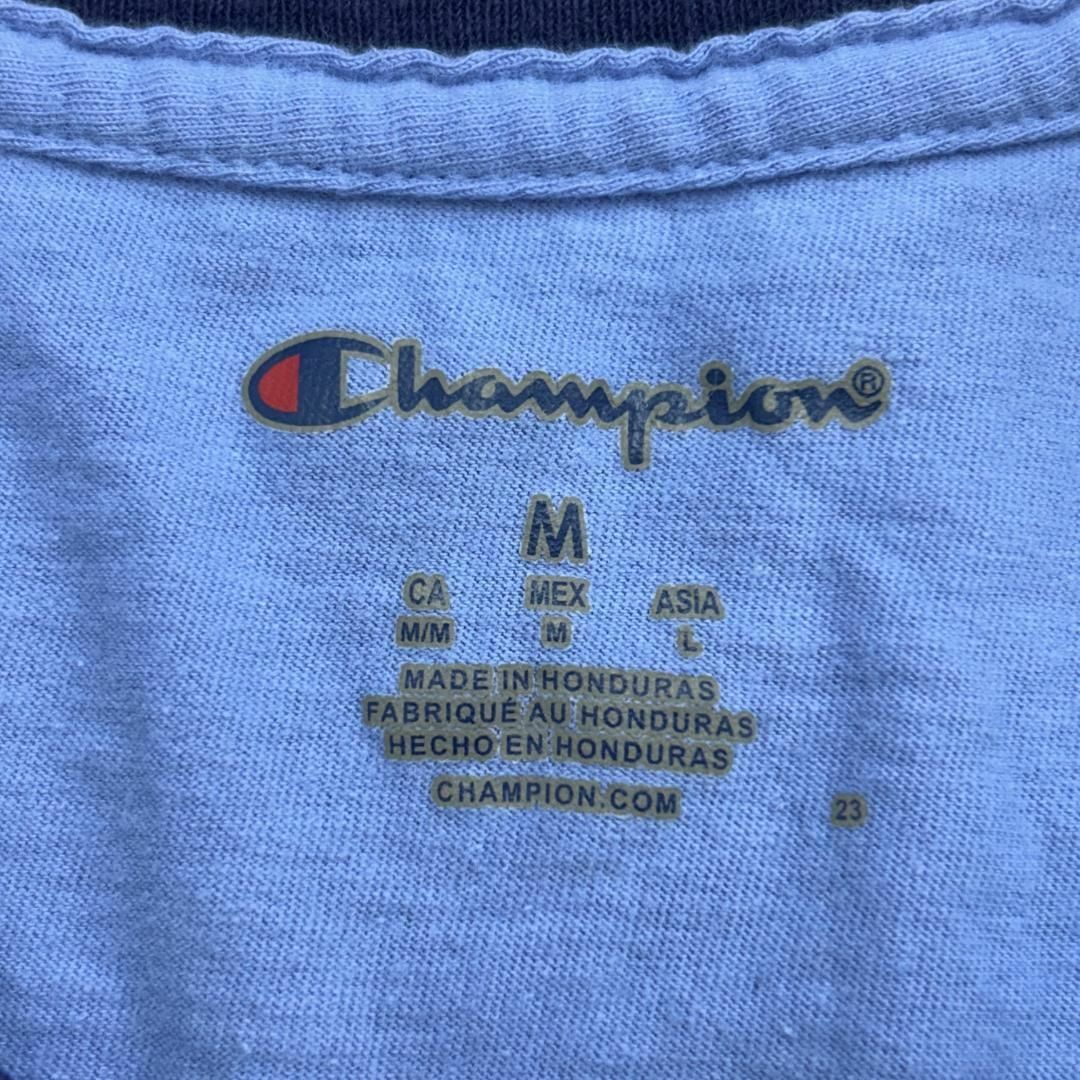 Champion®
M
CA MEX ASIA
M/M M L
MADE IN HONDURAS
FABRIQUÉ AU HONDURAS
HECHO EN HONDURAS
CHAMPION.COM
23